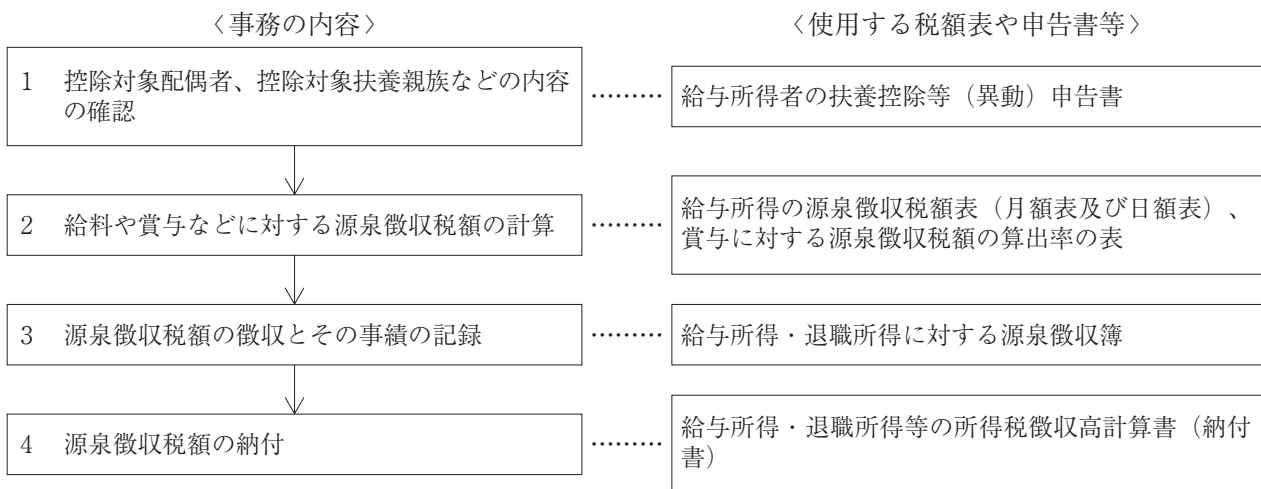 〈事務の内容〉
〈使用する税額表や申告書等〉
1 控除対象配偶者、控除対象扶養親族などの内容
の確認
………
給与所得者の扶養控除等(異動)申告書
2 給料や賞与などに対する源泉徴収税額の計算
………
給与所得の源泉徴収税額表(月額表及び日額表)、
賞与に対する源泉徴収税額の算出率の表
3 源泉徴収税額の徴収とその事績の記録
………
給与所得・退職所得に対する源泉徴収簿
4 源泉徴収税額の納付
………
給与所得・退職所得等の所得税徴収高計算書(納付
書)